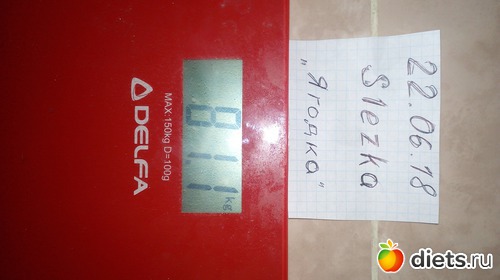 DELFA
MAX:150kg D=100g
81.1 kg
22.06.18
Slezka
„Ягодка”
diets.ru